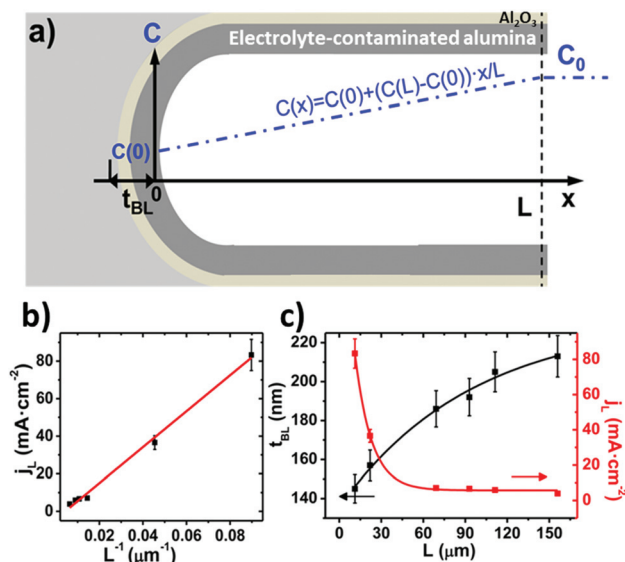 a)
C
Al₂O₃
Electrolyte-contaminated alumina
C₀
C(x)=C(0)+(C(L)-C(0))·x/L
C(0)
t_BL
0
L
x
b)
j_L (mA·cm⁻²)
80
60
40
20
0
0.02 0.04 0.06 0.08
L⁻¹ (μm⁻¹)
c)
t_BL (nm)
220
200
180
160
140
0 30 60 90 120 150
L (μm)
80
60
40
20
0
j_L (mA·cm⁻²)